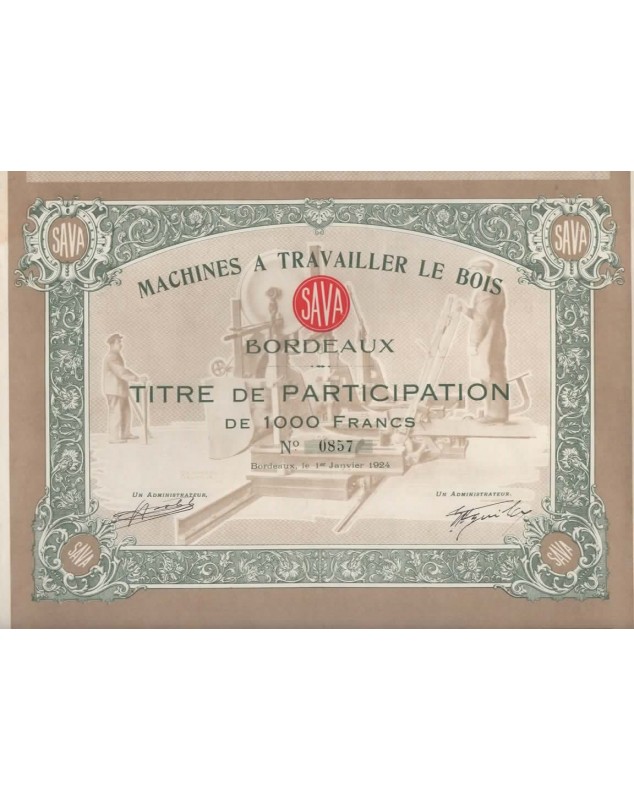 SAVA
SAVA
MACHINES A TRAVAILLER LE BOIS
SAVA
BORDEAUX
TITRE DE PARTICIPATION
DE 1000 FRANCS
Nº 0857
Bordeaux, le 1er Janvier 1924
UN ADMINISTRATEUR,
UN ADMINISTRATEUR.
SAVA
SAVA